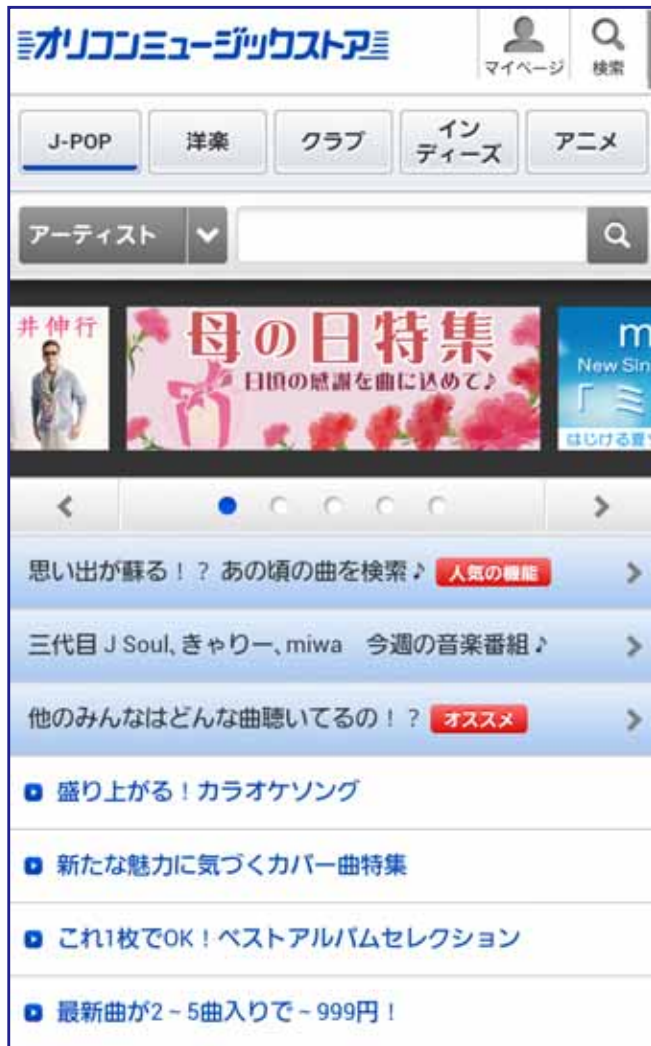 オリコンミュージックストア
マイページ
検索
J-POP
洋楽
クラブ
イン
ディーズ
アニメ
アーティスト
井伸行
母の日特集
日頃の感謝を曲に込めて♪
m
New Sin
「ミ
はじける夏
思い出が蘇る！？あの頃の曲を検索♪ 人気の機能
三代目 J Soul、きゃりー、miwa　今週の音楽番組♪
他のみんなはどんな曲聴いてるの！？ オススメ
盛り上がる！カラオケソング
新たな魅力に気づくカバー曲特集
これ1枚でOK！ベストアルバムセレクション
最新曲が2～5曲入りで～999円！